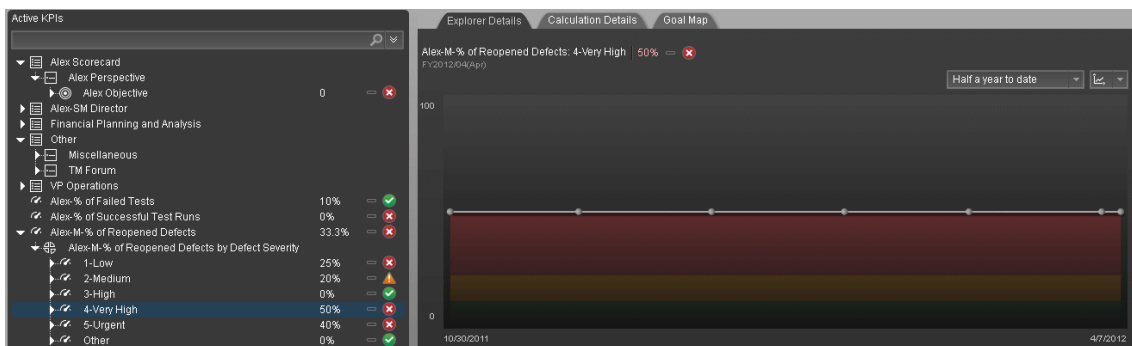 Active KPIs
Alex Scorecard
Alex Perspective
Alex Objective 0
Alex-SM Director
Financial Planning and Analysis
Other
Miscellaneous
TM Forum
VP Operations
Alex-% of Failed Tests 10%
Alex-% of Successful Test Runs 0%
Alex-M-% of Reopened Defects 33.3%
Alex-M-% of Reopened Defects by Defect Severity
1-Low 25%
2-Medium 20%
3-High 0%
4-Very High 50%
5-Urgent 40%
Other 0%
Explorer Details Calculation Details Goal Map
Alex-M-% of Reopened Defects: 4-Very High 50%
FY2012/04(Apr)
Half a year to date
100
0
10/30/2011 4/7/2012